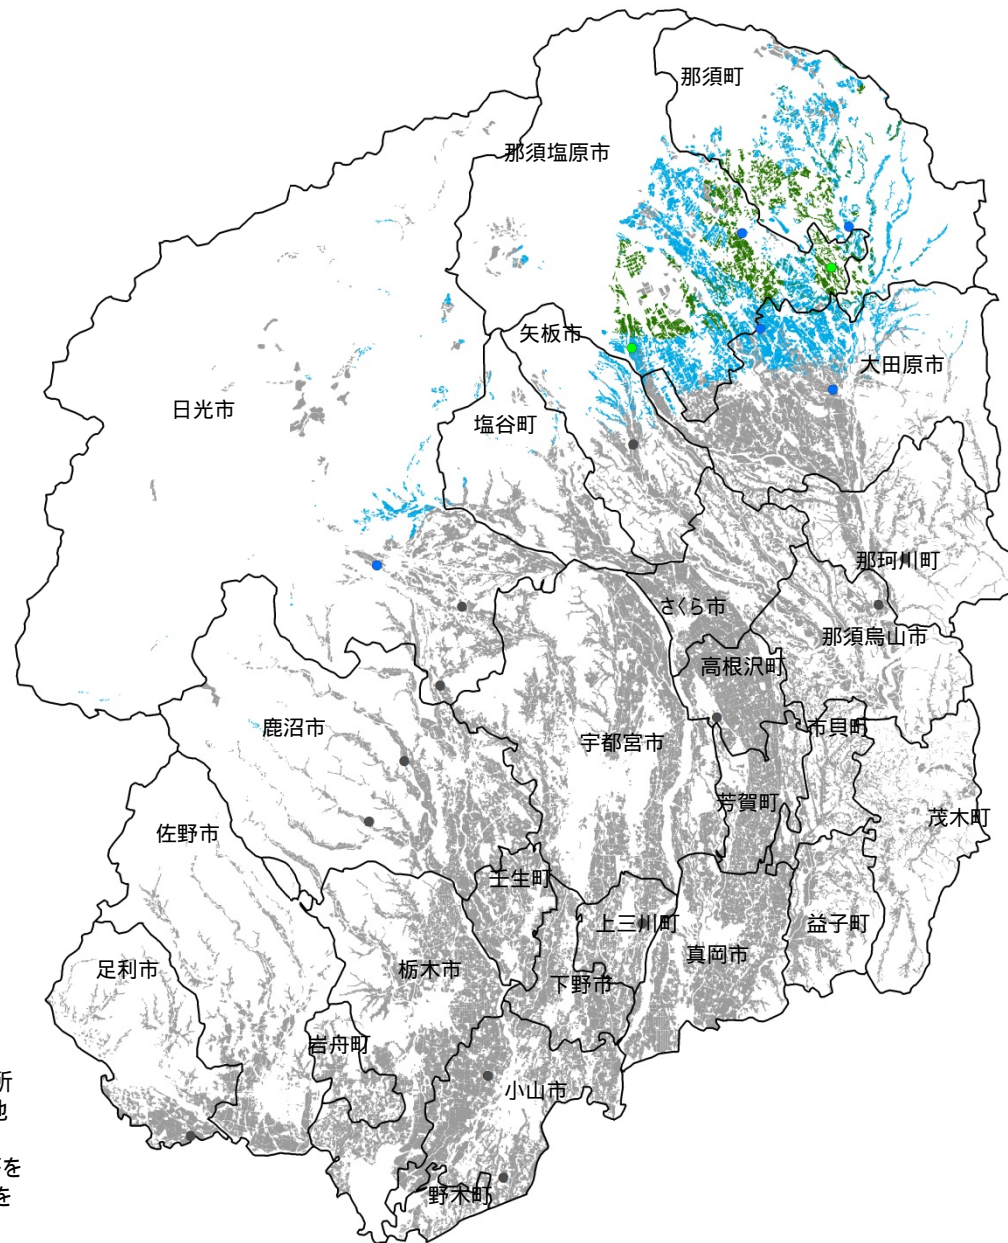 那須町
那須塩原市
矢板市
大田原市
日光市
塩谷町
那珂川町
さくら市
那須烏山市
高根沢町
鹿沼市
宇都宮市
市貝町
芳賀町
茂木町
佐野市
壬生町
上三川町
益子町
足利市
栃木市
真岡市
下野市
岩舟町
所
也
小山市
を
を
野木町